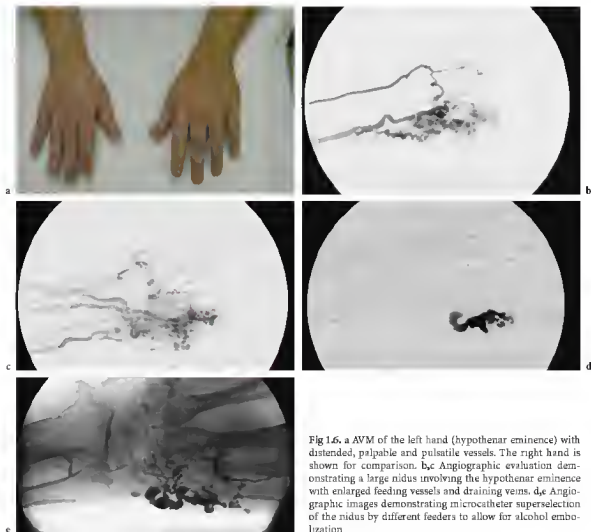 a
b
c
d
e
Fig 1.6. a AVM of the left hand (hypothenar eminence) with
distended, palpable and pulsatile vessels. The right hand is
shown for comparison. b,c Angiographic evaluation dem-
onstrating a large nidus involving the hypothenar eminence
with enlarged feeding vessels and draining veins. d,e Angio-
graphic images demonstrating microcatheter superselection
of the nidus by different feeders to allow for alcohol embo-
lization